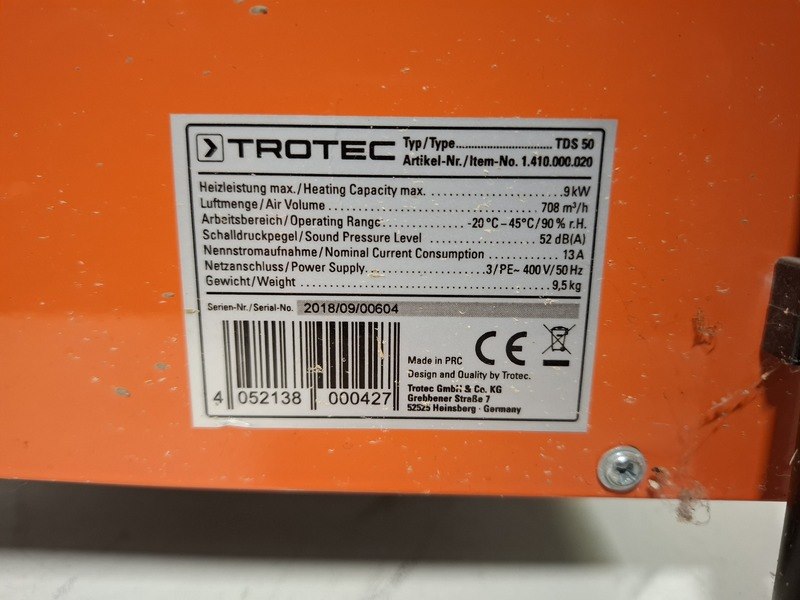 TROTEC
Typ/Type.............................. TDS 50
Artikel-Nr./Item-No. 1.410.000.020
Heizleistung max./Heating Capacity max. .......................... 9 kW
Luftmenge/Air Volume .......................................... 708 m³/h
Arbeitsbereich/Operating Range.................. -20 °C – 45°C/90 % r.H.
Schalldruckpegel/Sound Pressure Level ......................... 52 dB(A)
Nennstromaufnahme/Nominal Current Consumption ................. 13 A
Netzanschluss/Power Supply......................... 3/PE~ 400 V/50 Hz
Gewicht/Weight ................................................ 9,5 kg
Serien-Nr./Serial-No. 2018/09/00604
4 052138 000427
Made in PRC
CE
Design and Quality by Trotec.
Trotec GmbH & Co. KG
Grebbener Straße 7
52525 Heinsberg · Germany